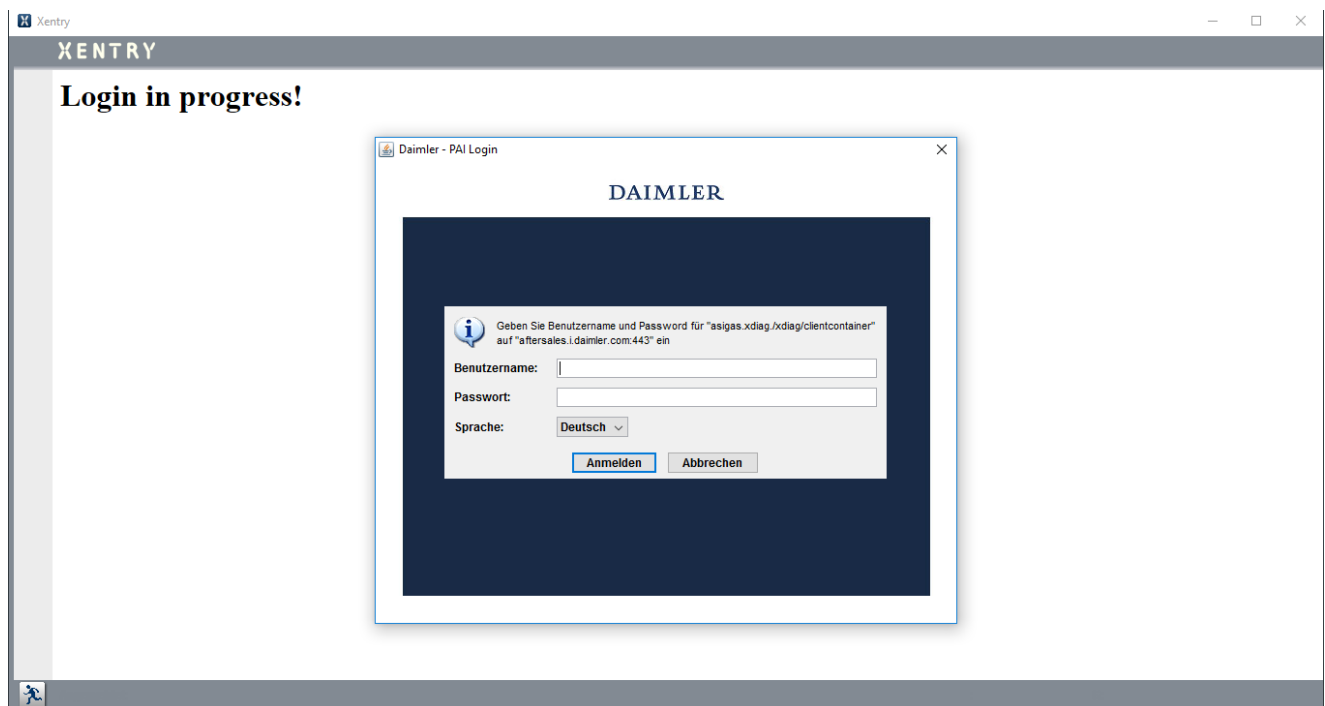 Xentry
XENTRY
Login in progress!
Daimler - PAI Login
DAIMLER
Geben Sie Benutzername und Password für "asigas.xdiag./xdiag/clientcontainer"
auf "aftersales.i.daimler.com:443" ein
Benutzername:
Passwort:
Sprache: Deutsch
Anmelden Abbrechen